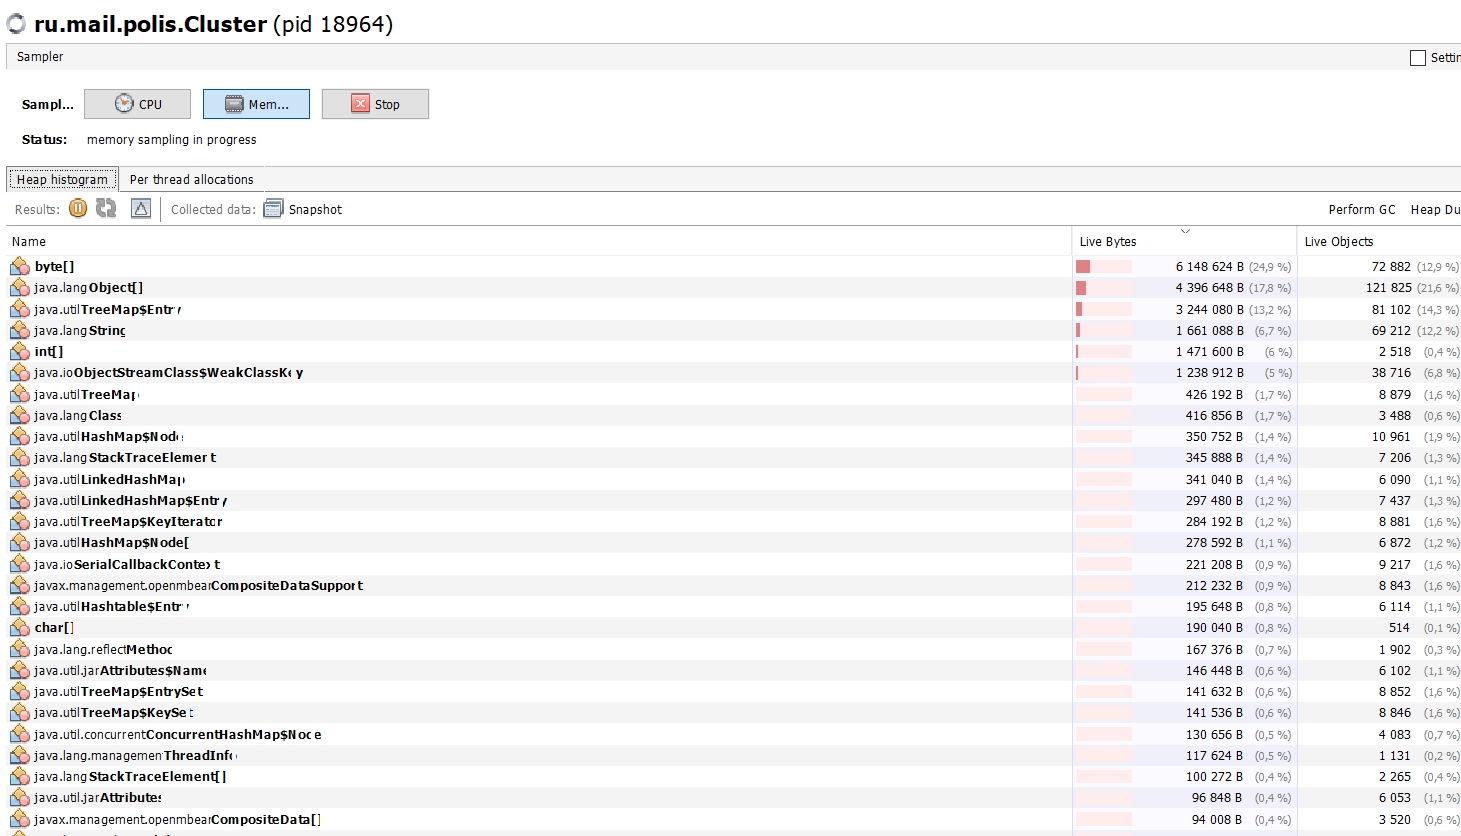 ru.mail.polis.Cluster (pid 18964)
Sampler Settin
Sampl... CPU Mem... Stop
Status: memory sampling in progress
Heap histogram Per thread allocations
Results: Collected data: Snapshot Perform GC Heap Du
Name Live Bytes Live Objects
byte[] 6 148 624 B (24,9 %) 72 882 (12,9 %)
java.lang.Object[] 4 396 648 B (17,8 %) 121 825 (21,6 %)
java.util.TreeMap$Entry 3 244 080 B (13,2 %) 81 102 (14,3 %)
java.lang.String 1 661 088 B (6,7 %) 69 212 (12,2 %)
int[] 1 471 600 B (6 %) 2 518 (0,4 %)
java.io.ObjectStreamClass$WeakClassKey 1 238 912 B (5 %) 38 716 (6,8 %)
java.util.TreeMap 426 192 B (1,7 %) 8 879 (1,6 %)
java.lang.Class 416 856 B (1,7 %) 3 488 (0,6 %)
java.util.HashMap$Node 350 752 B (1,4 %) 10 961 (1,9 %)
java.lang.StackTraceElement 345 888 B (1,4 %) 7 206 (1,3 %)
java.util.LinkedHashMap 341 040 B (1,4 %) 6 090 (1,1 %)
java.util.LinkedHashMap$Entry 297 480 B (1,2 %) 7 437 (1,3 %)
java.util.TreeMap$KeyIterator 284 192 B (1,2 %) 8 881 (1,6 %)
java.util.HashMap$Node[ 278 592 B (1,1 %) 6 872 (1,2 %)
java.io.SerialCallbackContext 221 208 B (0,9 %) 9 217 (1,6 %)
javax.management.openmbean.CompositeDataSupport 212 232 B (0,9 %) 8 843 (1,6 %)
java.util.Hashtable$Entry 195 648 B (0,8 %) 6 114 (1,1 %)
char[] 190 040 B (0,8 %) 514 (0,1 %)
java.lang.reflect.Method 167 376 B (0,7 %) 1 902 (0,3 %)
java.util.jar.Attributes$Name 146 448 B (0,6 %) 6 102 (1,1 %)
java.util.TreeMap$EntrySet 141 632 B (0,6 %) 8 852 (1,6 %)
java.util.TreeMap$KeySet 141 536 B (0,6 %) 8 846 (1,6 %)
java.util.concurrent.ConcurrentHashMap$Node 130 656 B (0,5 %) 4 083 (0,7 %)
java.lang.management.ThreadInfo 117 624 B (0,5 %) 1 131 (0,2 %)
java.lang.StackTraceElement[] 100 272 B (0,4 %) 2 265 (0,4 %)
java.util.jar.Attributes 96 848 B (0,4 %) 6 053 (1,1 %)
javax.management.openmbean.CompositeData[] 94 008 B (0,4 %) 3 520 (0,6 %)